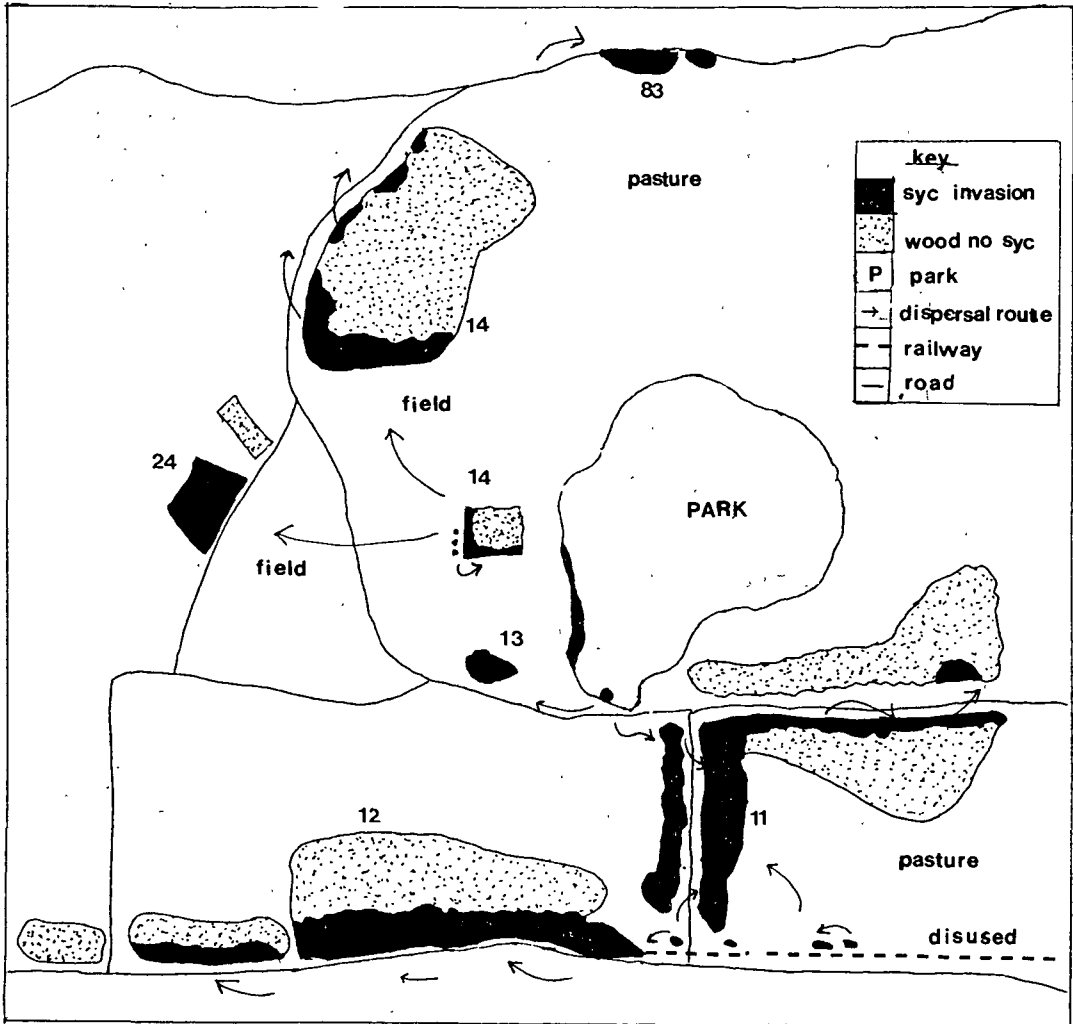 83
pasture
key
syc invasion
wood no syc
P park
dispersal route
railway
road
14
field
24
14
PARK
field
13
12
11
pasture
disused